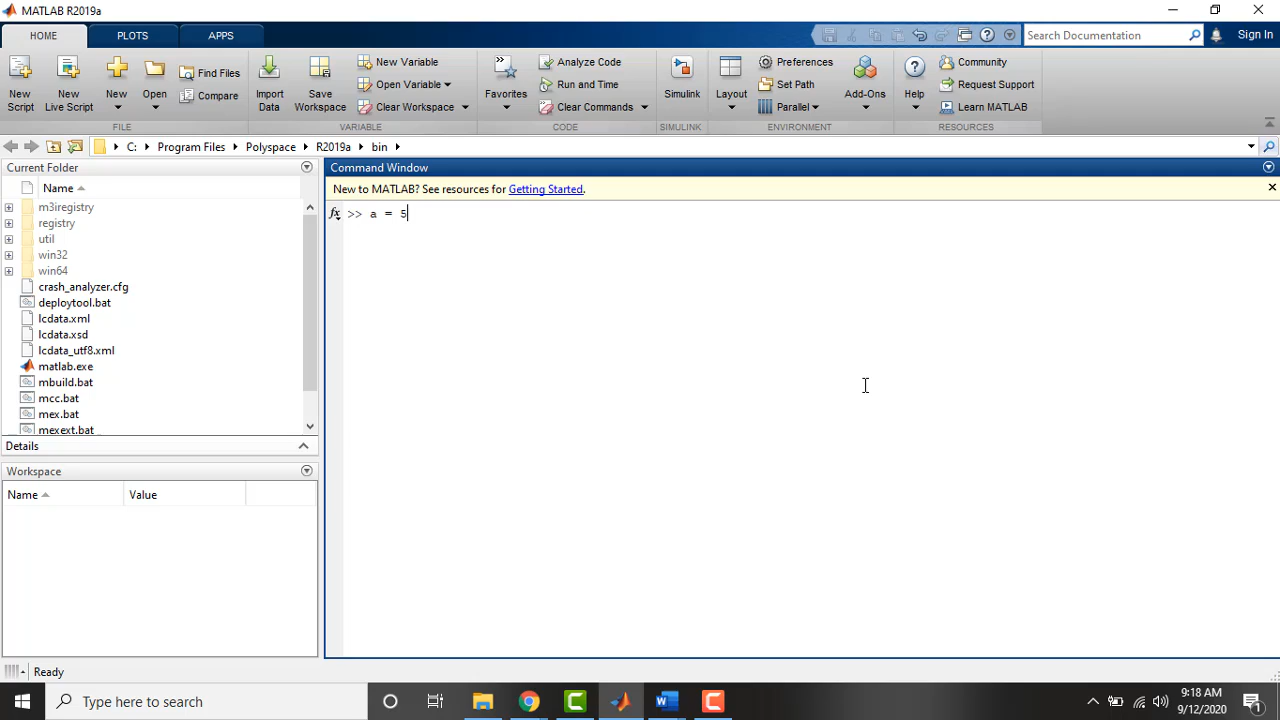 MATLAB R2019a
HOME PLOTS APPS Search Documentation Sign In
New Script
New Live Script
New
Open
Find Files
Compare
FILE
Import Data
Save Workspace
New Variable
Open Variable
Clear Workspace
VARIABLE
Favorites
Analyze Code
Run and Time
Clear Commands
CODE
Simulink
SIMULINK
Layout
Preferences
Set Path
Parallel
Add-Ons
ENVIRONMENT
Help
Community
Request Support
Learn MATLAB
RESOURCES
C: Program Files Polyspace R2019a bin
Current Folder
Name
m3iregistry
registry
util
win32
win64
crash_analyzer.cfg
deploytool.bat
lcdata.xml
lcdata.xsd
lcdata_utf8.xml
matlab.exe
mbuild.bat
mcc.bat
mex.bat
mexext.bat
Details
Workspace
Name Value
Command Window
New to MATLAB? See resources for Getting Started.
fx >> a = 5
Ready
Type here to search
9:18 AM
9/12/2020
1